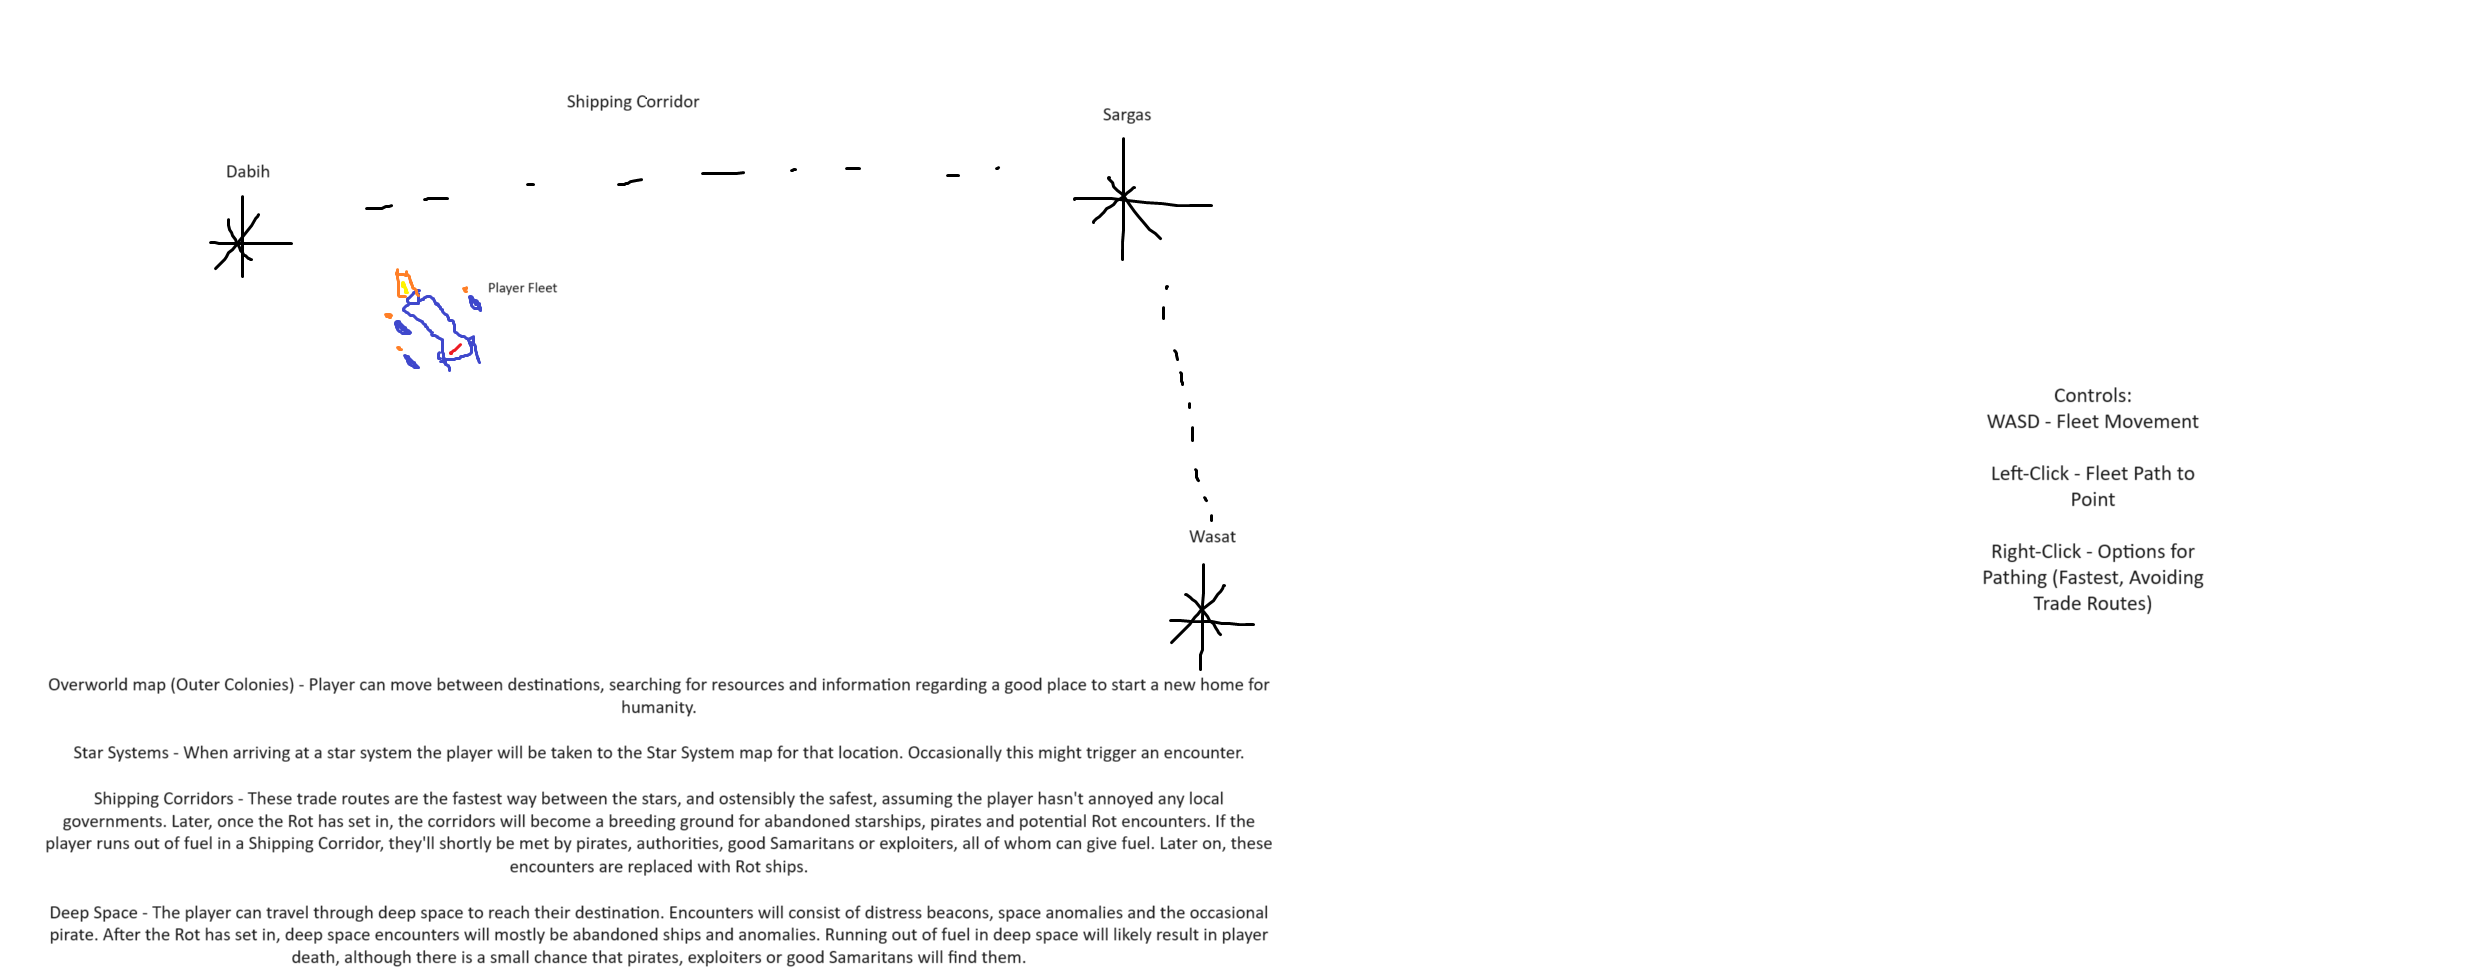 Shipping Corridor
Sargas
Dabih
Player Fleet
Wasat
Controls:
WASD - Fleet Movement
Left-Click - Fleet Path to
Point
Right-Click - Options for
Pathing (Fastest, Avoiding
Trade Routes)
Overworld map (Outer Colonies) - Player can move between destinations, searching for resources and information regarding a good place to start a new home for
humanity.
Star Systems - When arriving at a star system the player will be taken to the Star System map for that location. Occasionally this might trigger an encounter.
Shipping Corridors - These trade routes are the fastest way between the stars, and ostensibly the safest, assuming the player hasn't annoyed any local
governments. Later, once the Rot has set in, the corridors will become a breeding ground for abandoned starships, pirates and potential Rot encounters. If the
player runs out of fuel in a Shipping Corridor, they'll shortly be met by pirates, authorities, good Samaritans or exploiters, all of whom can give fuel. Later on, these
encounters are replaced with Rot ships.
Deep Space - The player can travel through deep space to reach their destination. Encounters will consist of distress beacons, space anomalies and the occasional
pirate. After the Rot has set in, deep space encounters will mostly be abandoned ships and anomalies. Running out of fuel in deep space will likely result in player
death, although there is a small chance that pirates, exploiters or good Samaritans will find them.